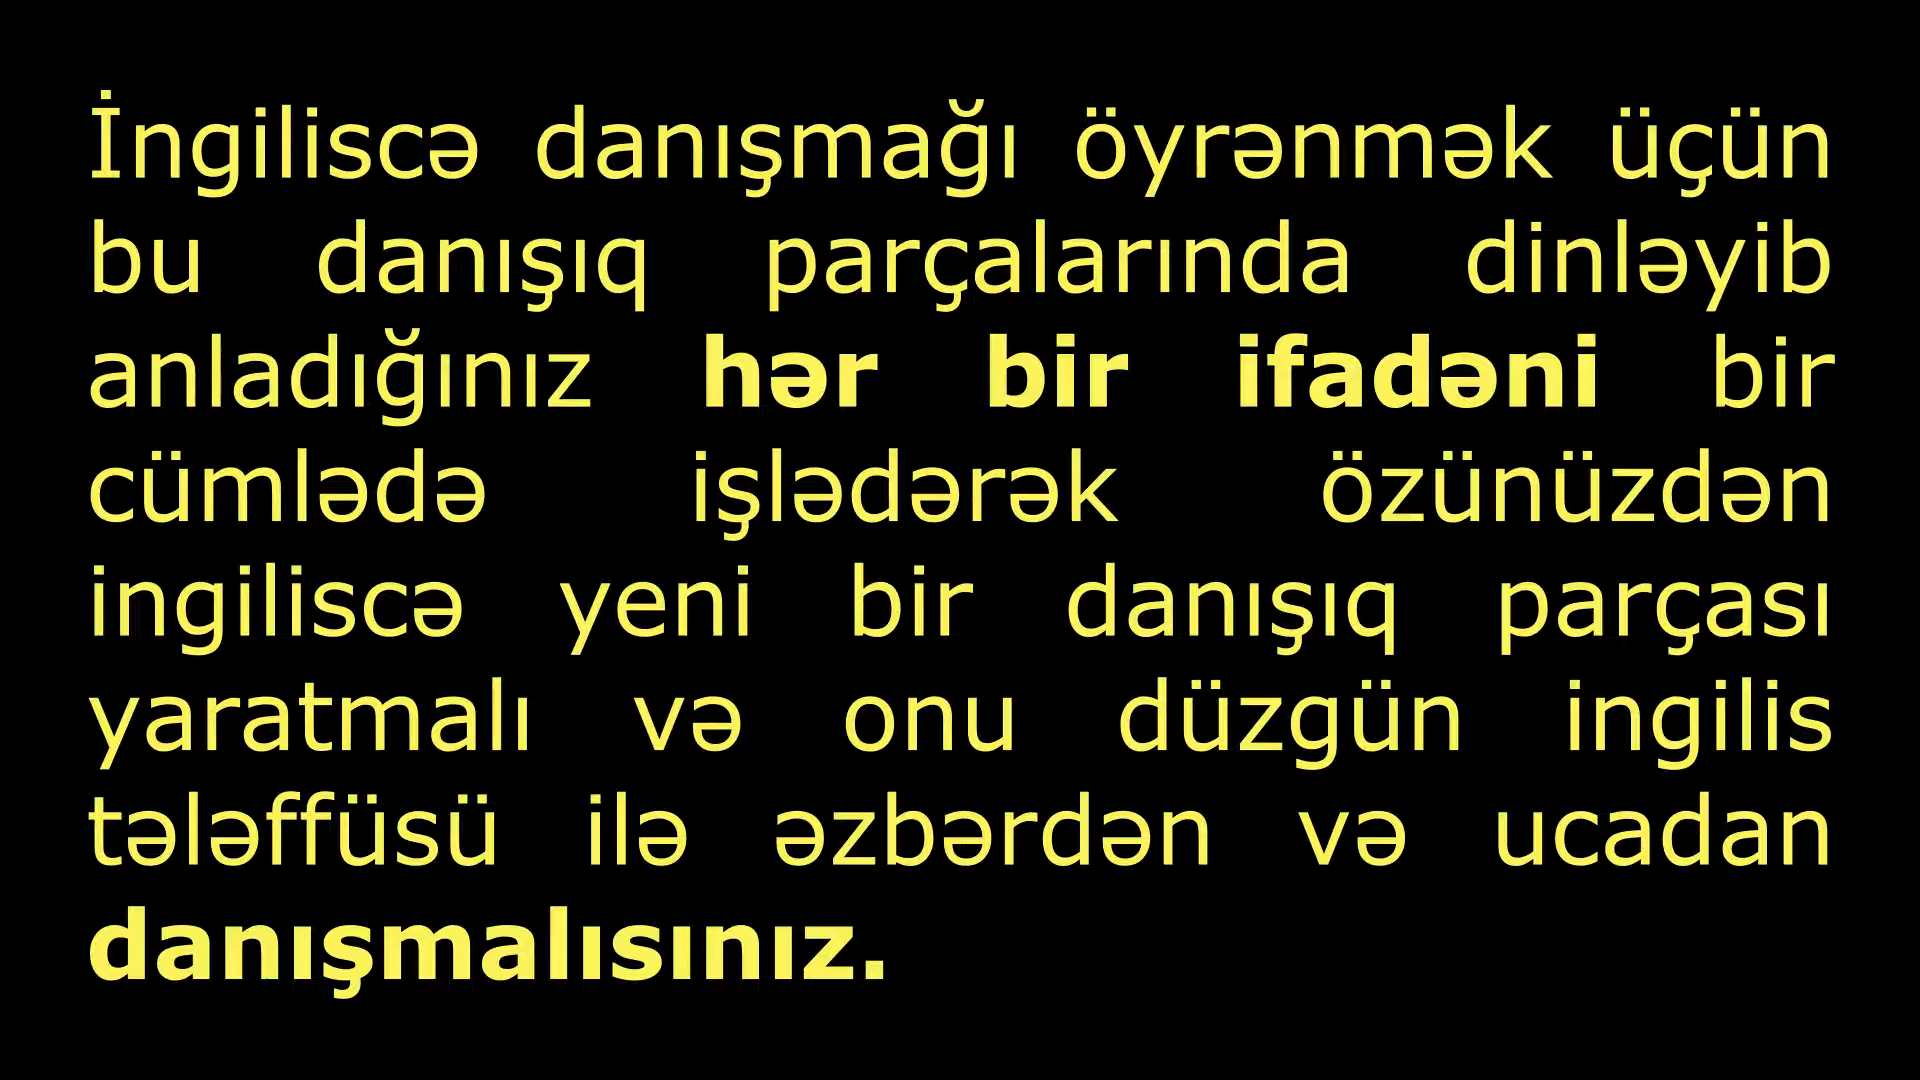 İngiliscə danışmağı öyrənmək üçün
bu danışıq parçalarında dinləyib
anladığınız hər bir ifadəni bir
cümlədə işlədərək özünüzdən
ingiliscə yeni bir danışıq parçası
yaratmalı və onu düzgün ingilis
tələffüsü ilə əzbərdən və ucadan
danışmalısınız.